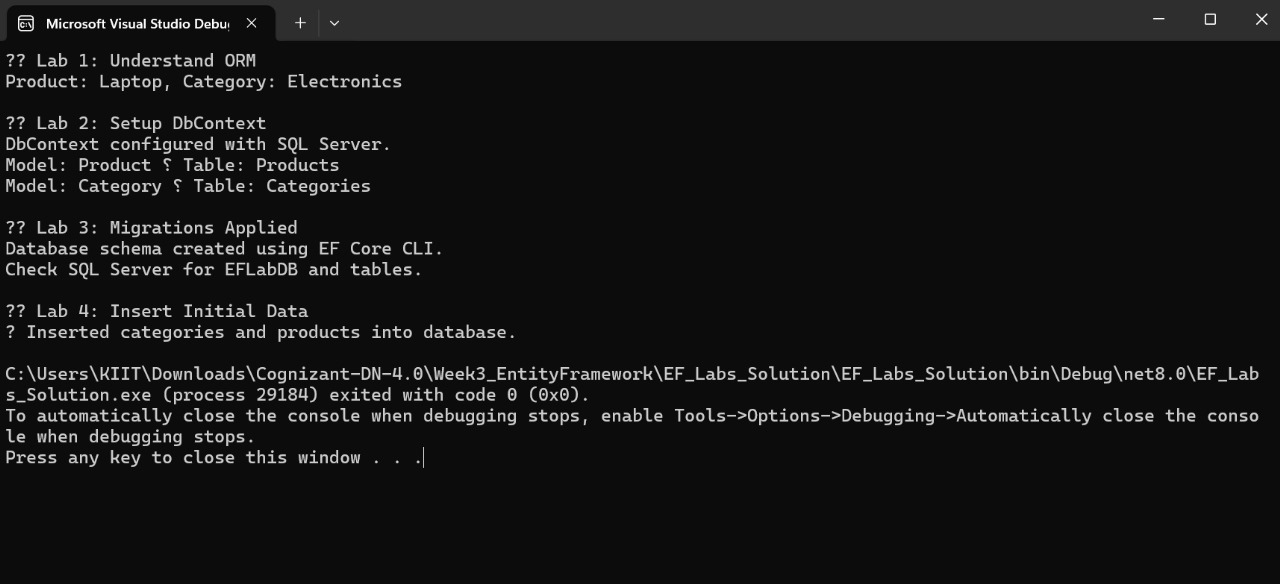 Microsoft Visual Studio Debu
?? Lab 1: Understand ORM
Product: Laptop, Category: Electronics
?? Lab 2: Setup DbContext
DbContext configured with SQL Server.
Model: Product ⸮ Table: Products
Model: Category ⸮ Table: Categories
?? Lab 3: Migrations Applied
Database schema created using EF Core CLI.
Check SQL Server for EFLabDB and tables.
?? Lab 4: Insert Initial Data
? Inserted categories and products into database.
C:\Users\KIIT\Downloads\Cognizant-DN-4.0\Week3_EntityFramework\EF_Labs_Solution\EF_Labs_Solution\bin\Debug\net8.0\EF_Lab
s_Solution.exe (process 29184) exited with code 0 (0x0).
To automatically close the console when debugging stops, enable Tools->Options->Debugging->Automatically close the conso
le when debugging stops.
Press any key to close this window . . .